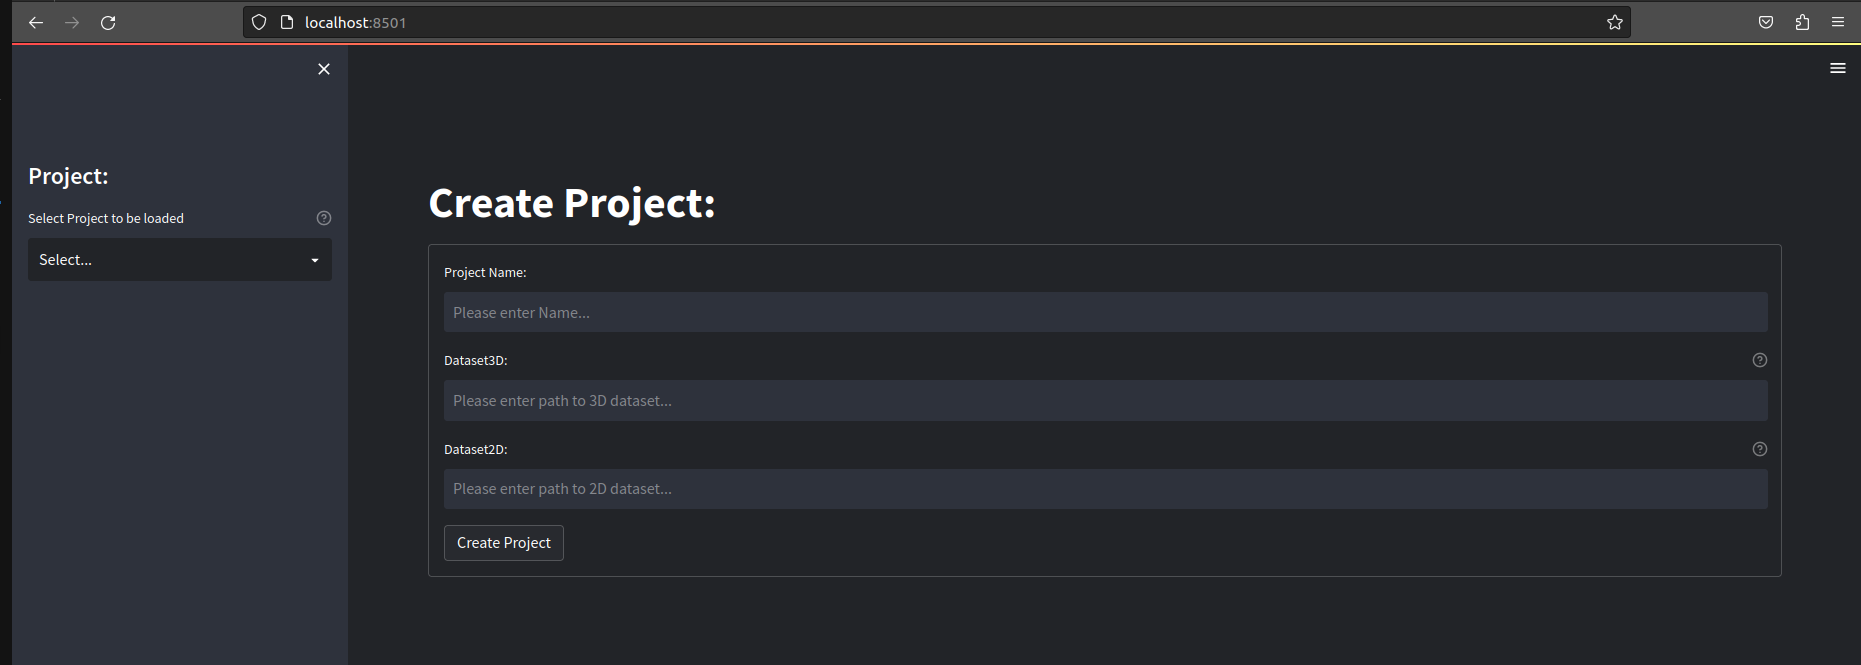 localhost:8501
Project:
Select Project to be loaded
Select...
Create Project:
Project Name:
Please enter Name...
Dataset3D:
Please enter path to 3D dataset...
Dataset2D:
Please enter path to 2D dataset...
Create Project